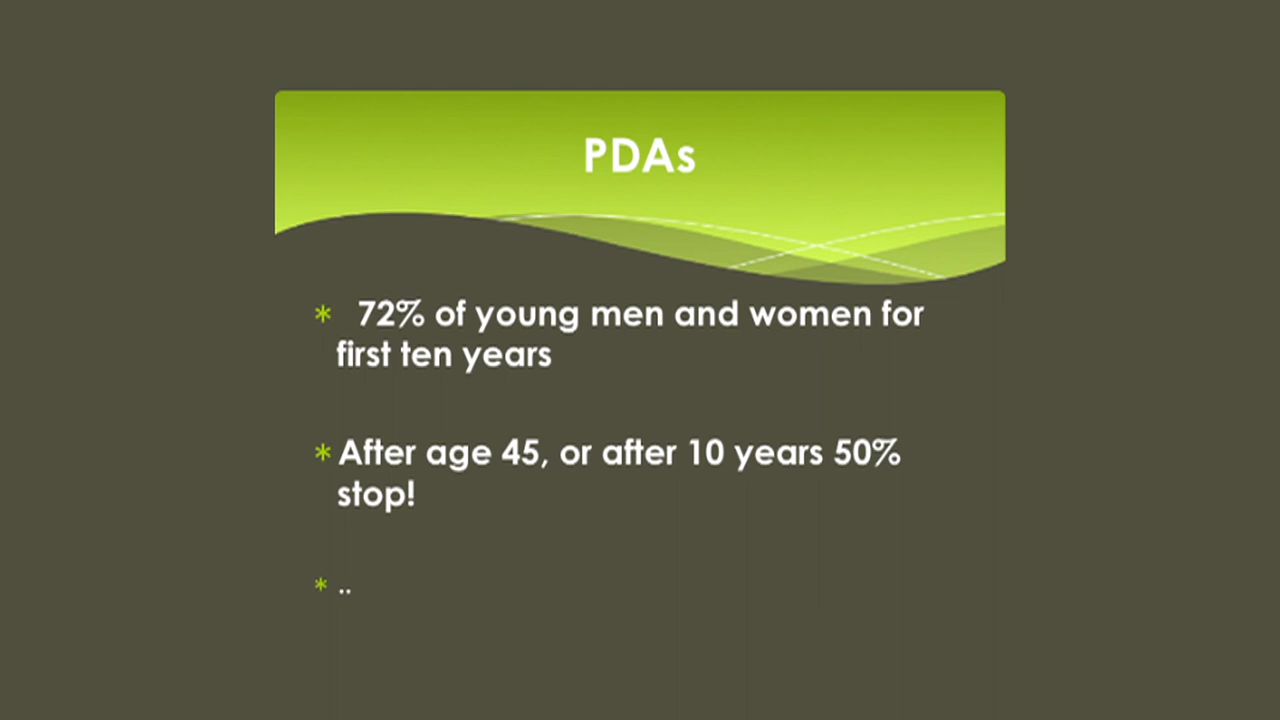 PDAs
* 72% of young men and women for
first ten years
* After age 45, or after 10 years 50%
stop!
* ..